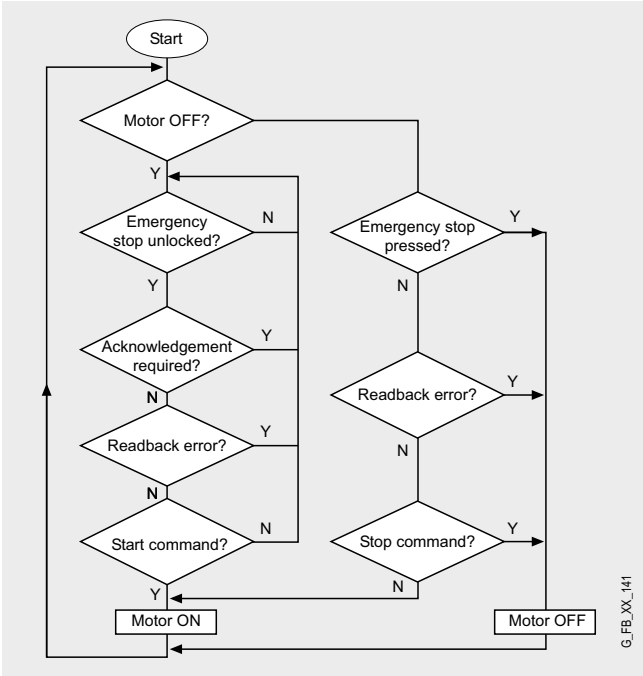 Start
Motor OFF?
Y
Emergency
stop unlocked?
N
Y
Acknowledgement
required?
Y
N
Readback error?
Y
N
Start command?
N
Y
Motor ON
Emergency stop
pressed?
Y
N
Readback error?
Y
N
Stop command?
Y
N
Motor OFF
G_FB_XX_141